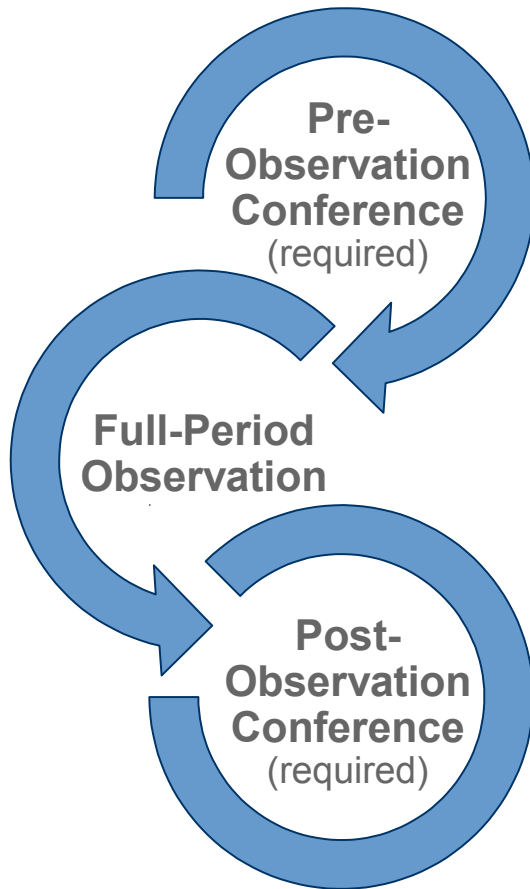 Pre-
Observation
Conference
(required)
Full-Period
Observation
Post-
Observation
Conference
(required)